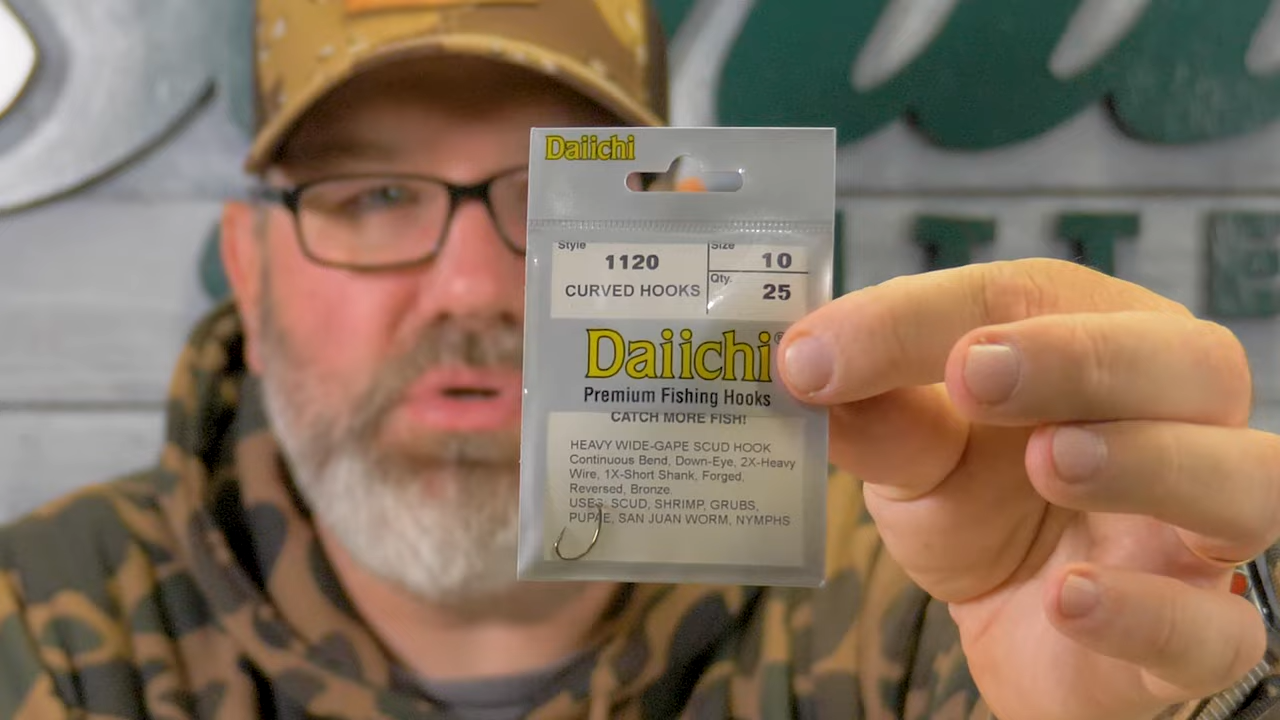 Daiichi
Style
1120
CURVED HOOKS
Size
10
Qty.
25
Daiichi®
Premium Fishing Hooks
CATCH MORE FISH!
HEAVY WIDE-GAPE SCUD HOOK
Continuous Bend, Down-Eye, 2X-Heavy
Wire, 1X-Short Shank, Forged,
Reversed, Bronze.
USES: SCUD, SHRIMP, GRUBS,
PUPAE, SAN JUAN WORM, NYMPHS